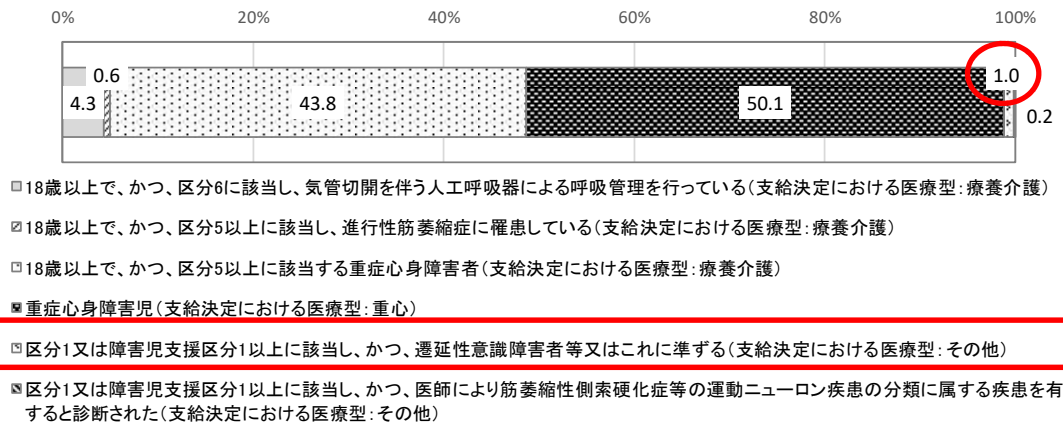 0% 20% 40% 60% 80% 100%
0.6 1.0
4.3 43.8 50.1 0.2
18歳以上で、かつ、区分6に該当し、気管切開を伴う人工呼吸器による呼吸管理を行っている(支給決定における医療型:療養介護)
18歳以上で、かつ、区分5以上に該当し、進行性筋萎縮症に罹患している(支給決定における医療型:療養介護)
18歳以上で、かつ、区分5以上に該当する重症心身障害者(支給決定における医療型:療養介護)
重症心身障害児(支給決定における医療型:重心)
区分1又は障害児支援区分1以上に該当し、かつ、遷延性意識障害者等又はこれに準ずる(支給決定における医療型:その他)
区分1又は障害児支援区分1以上に該当し、かつ、医師により筋萎縮性側索硬化症等の運動ニューロン疾患の分類に属する疾患を有
すると診断された(支給決定における医療型:その他)